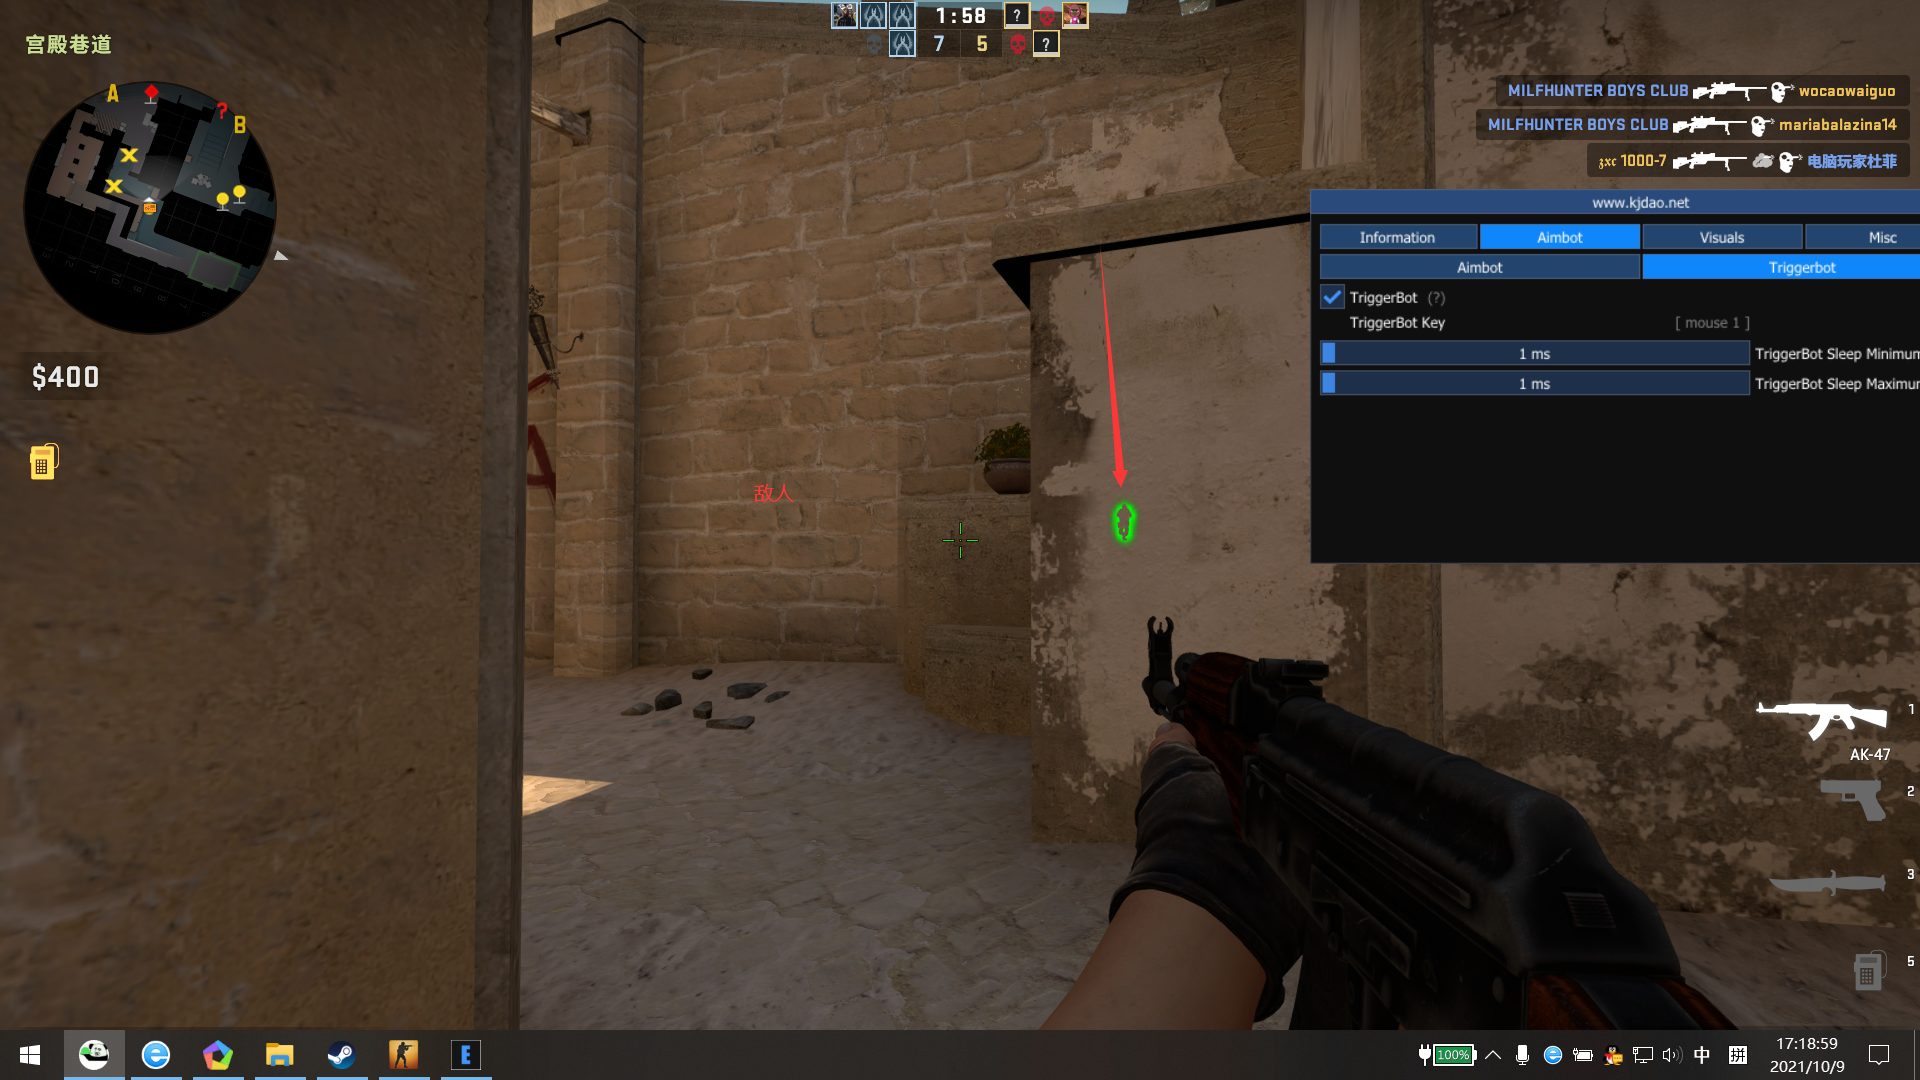 1:58
?
7
5
?
宫殿巷道
A
?
B
MILFHUNTER BOYS CLUB wocaowaiguo
MILFHUNTER BOYS CLUB mariabalazina14
zxc 1000-7 电脑玩家杜菲
$400
敌人
www.kjdao.net
Information
Aimbot
Visuals
Misc
Aimbot
Triggerbot
TriggerBot (?)
TriggerBot Key [ mouse 1 ]
1 ms TriggerBot Sleep Minimum
1 ms TriggerBot Sleep Maximu
1
AK-47
2
3
5
E
100%
中
拼
17:18:59
2021/10/9